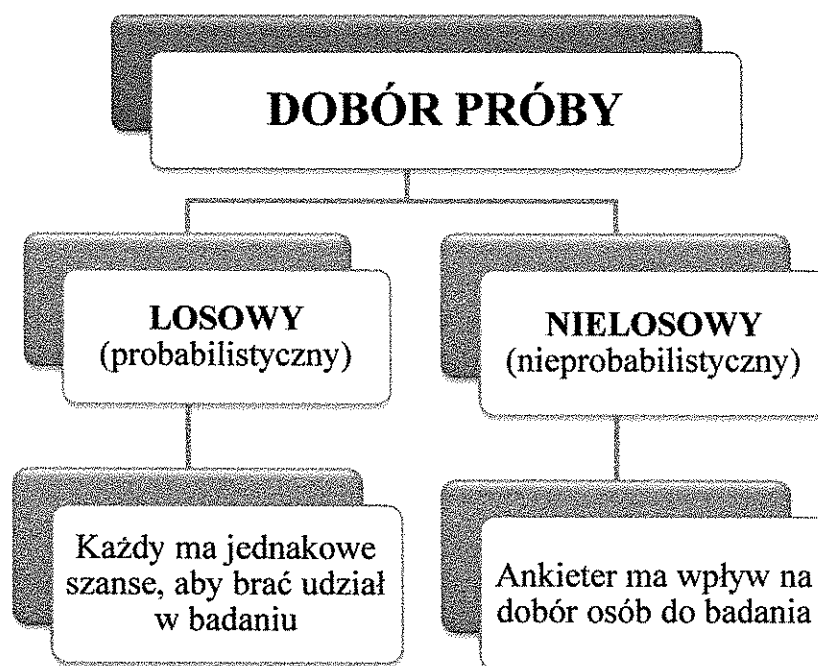 DOBÓR PRÓBY
LOSOWY
(probabilistyczny)
NIELOSOWY
(nieprobabilistyczny)
Każdy ma jednakowe
szanse, aby brać udział
w badaniu
Ankieter ma wpływ na
dobór osób do badania